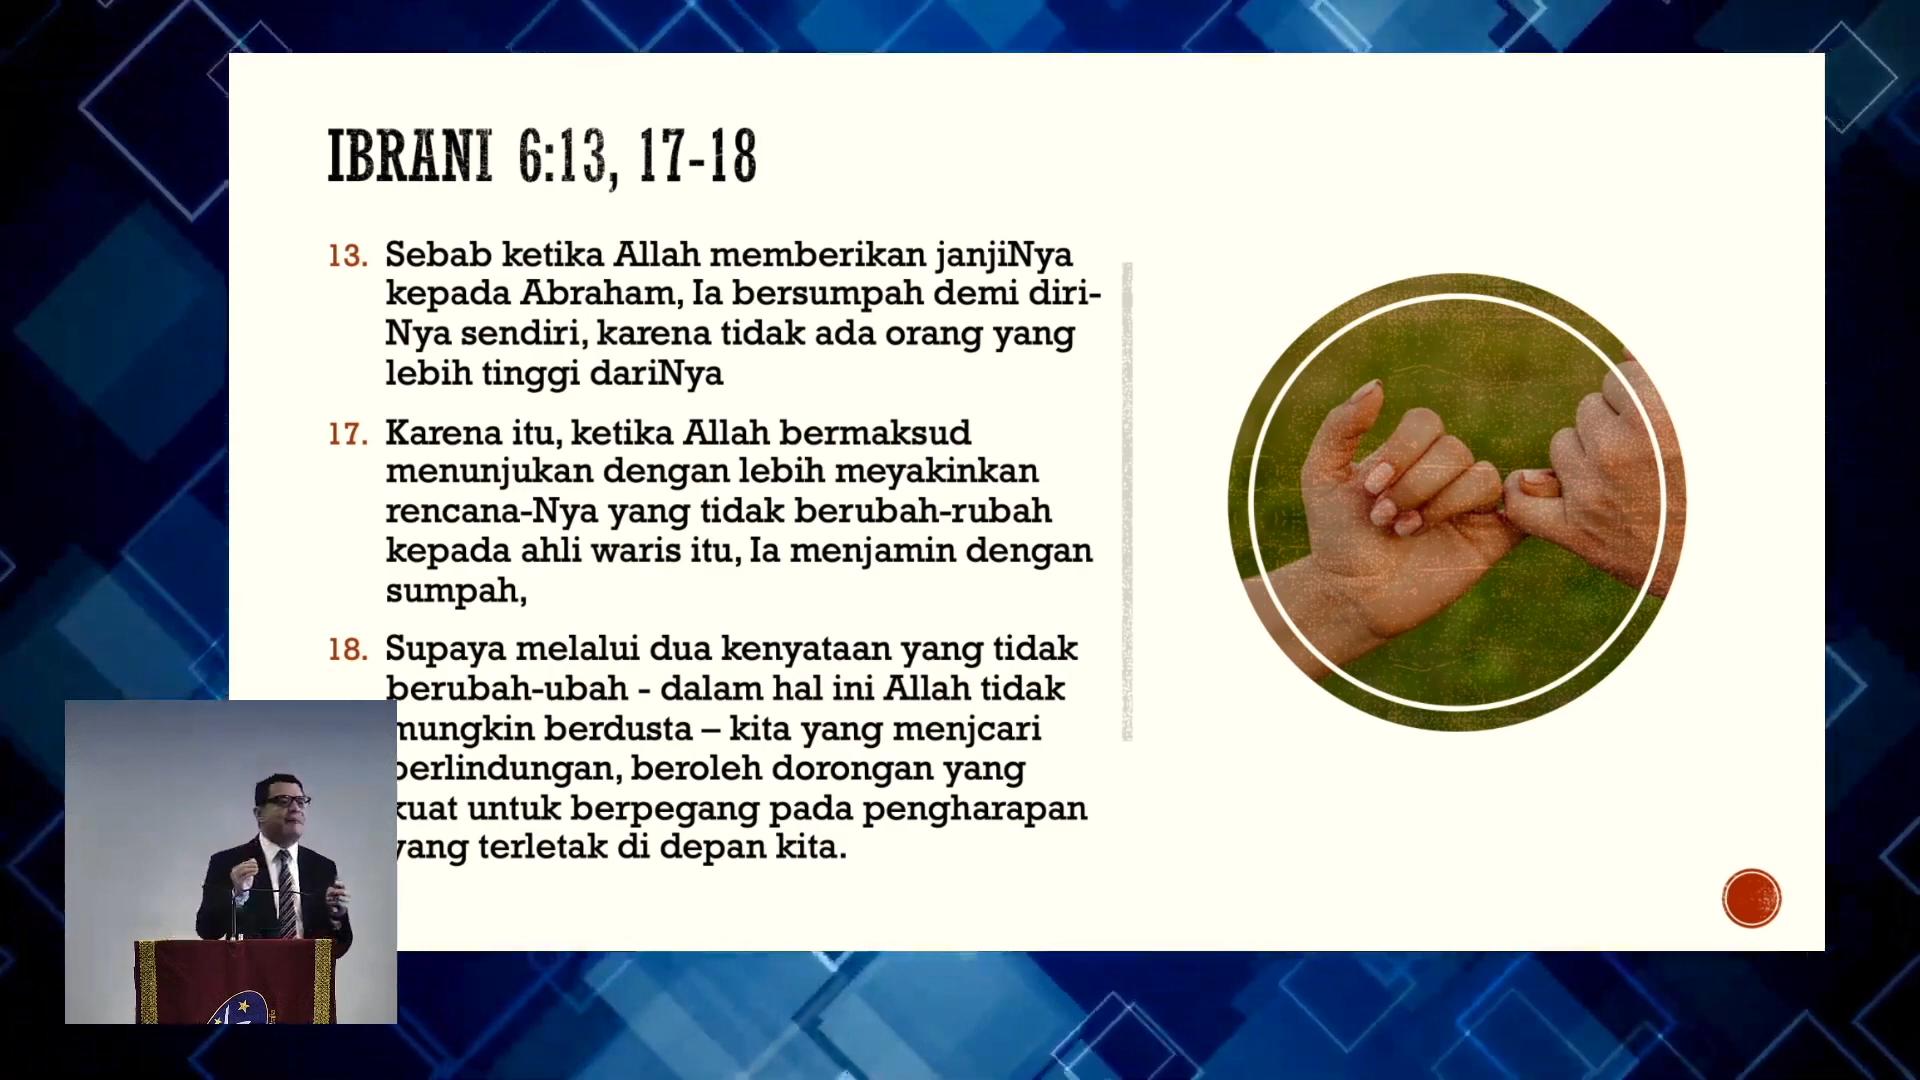 IBRANI 6:13, 17-18
13. Sebab ketika Allah memberikan janjiNya
kepada Abraham, Ia bersumpah demi diri-
Nya sendiri, karena tidak ada orang yang
lebih tinggi dariNya
17. Karena itu, ketika Allah bermaksud
menunjukan dengan lebih meyakinkan
rencana-Nya yang tidak berubah-rubah
kepada ahli waris itu, Ia menjamin dengan
sumpah,
18. Supaya melalui dua kenyataan yang tidak
berubah-ubah - dalam hal ini Allah tidak
mungkin berdusta – kita yang menjcari
perlindungan, beroleh dorongan yang
kuat untuk berpegang pada pengharapan
yang terletak di depan kita.